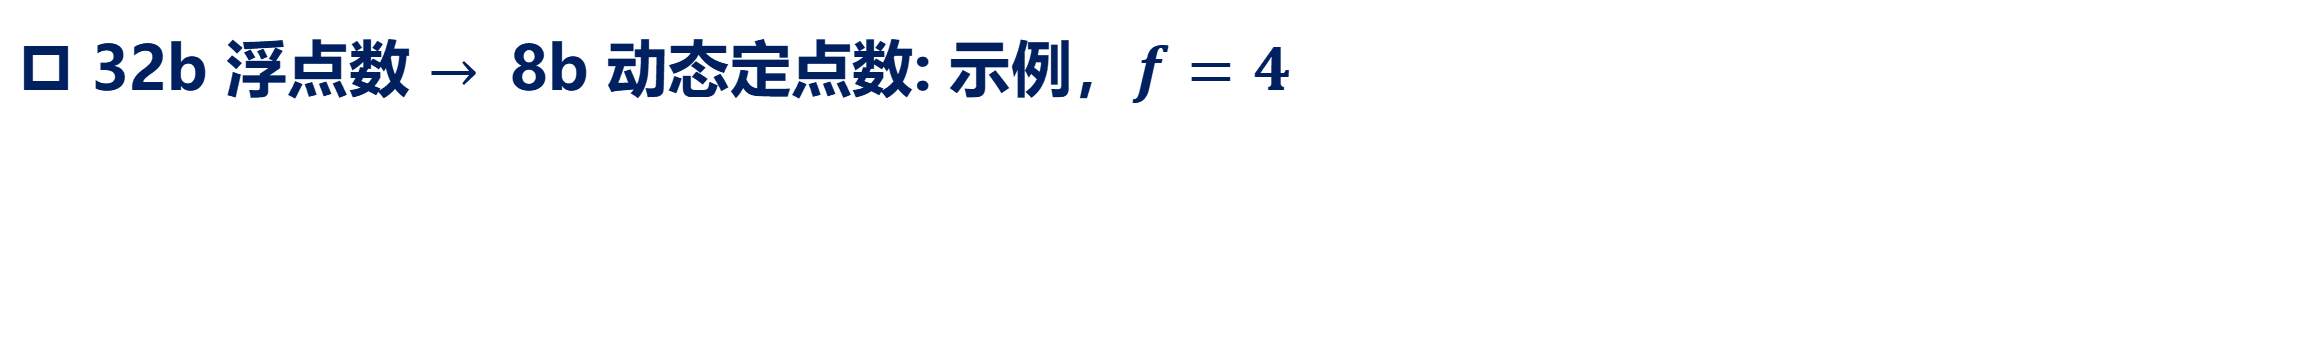 32b 浮点数 → 8b 动态定点数: 示例，f = 4